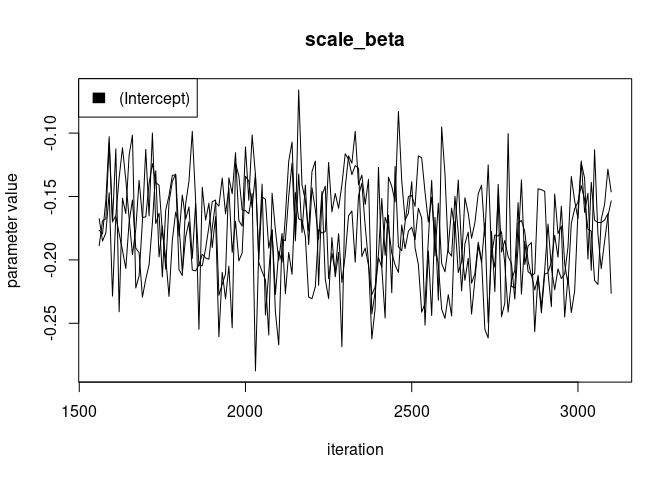 scale_beta
(Intercept)
parameter value
-0.10
-0.15
-0.20
-0.25
1500 2000 2500 3000
iteration